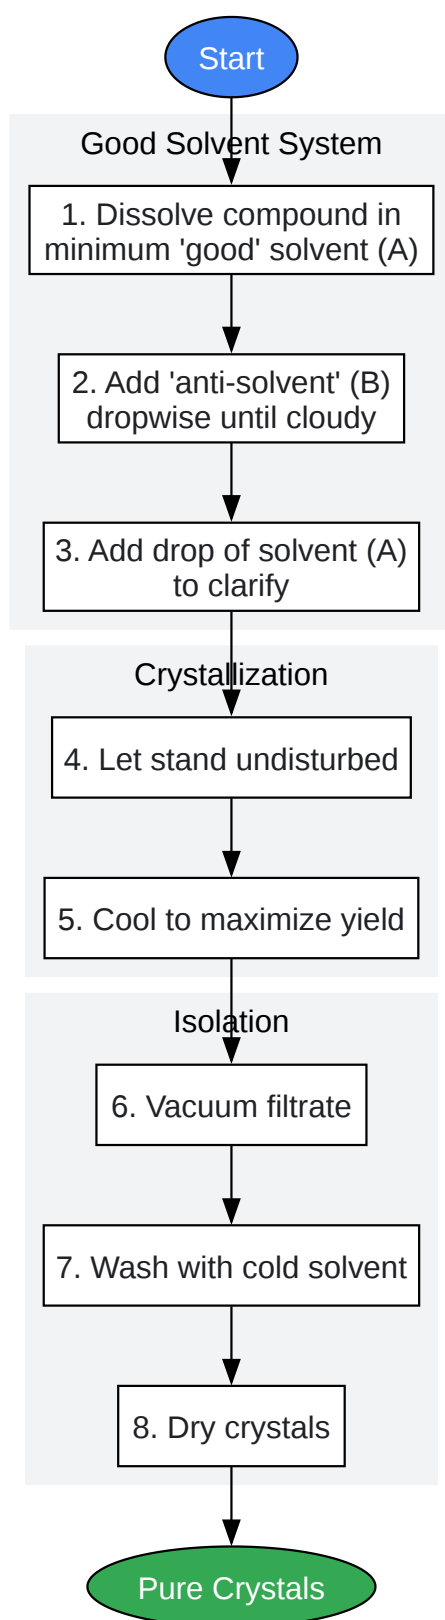 Start
Good Solvent System
1. Dissolve compound in
minimum 'good' solvent (A)
2. Add 'anti-solvent' (B)
dropwise until cloudy
3. Add drop of solvent (A)
to clarify
Crystallization
4. Let stand undisturbed
5. Cool to maximize yield
Isolation
6. Vacuum filtrate
7. Wash with cold solvent
8. Dry crystals
Pure Crystals